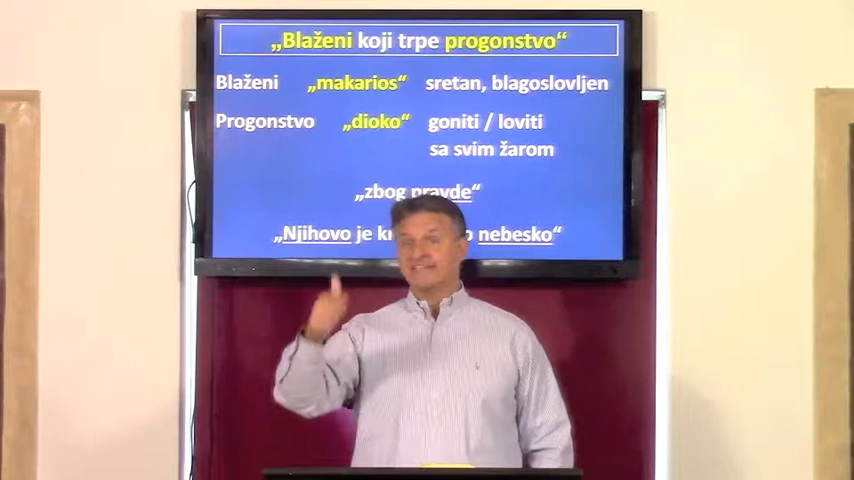 „Blaženi koji trpe progonstvo“
Blaženi „makarios“ sretan, blagoslovljen
Progonstvo „dioko“ goniti / loviti
sa svim žarom
„zbog pravde“
„Njihovo je nebesko“